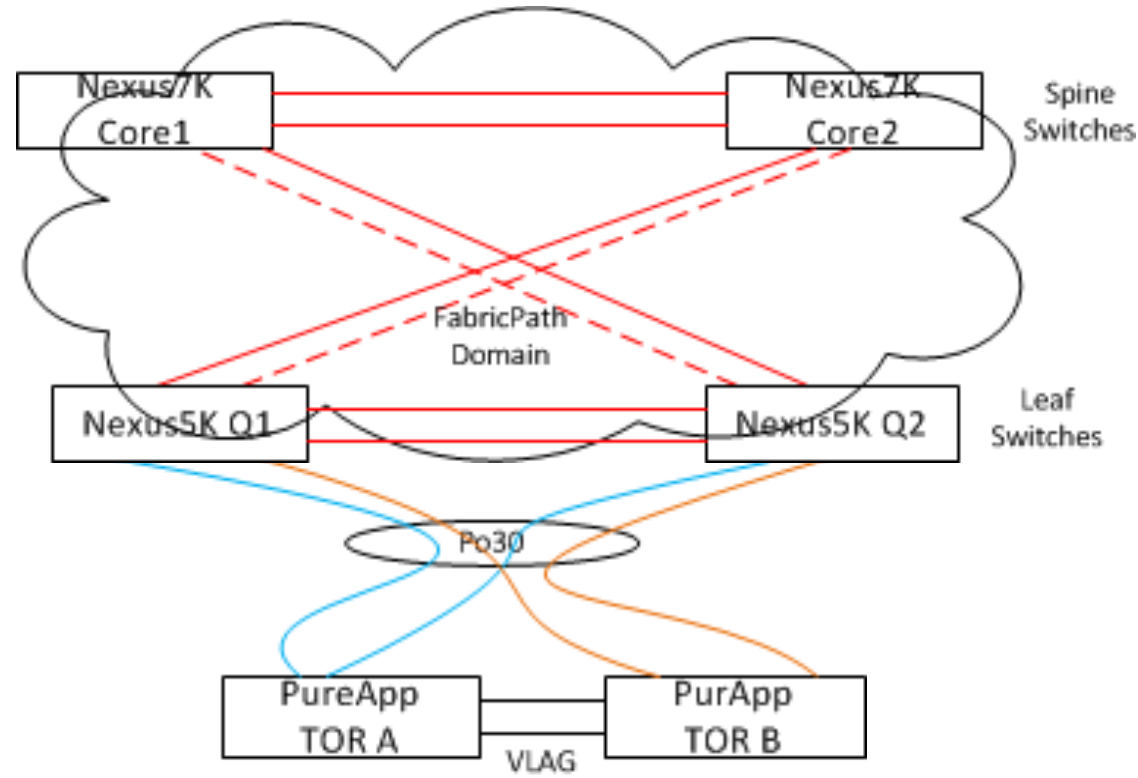 Nexus7K
Core1
Nexus7K
Core2
Spine
Switches
FabricPath
Domain
Nexus5K Q1
Nexus5K Q2
Leaf
Switches
Po30
PureApp
TOR A
PurApp
TOR B
VLAG